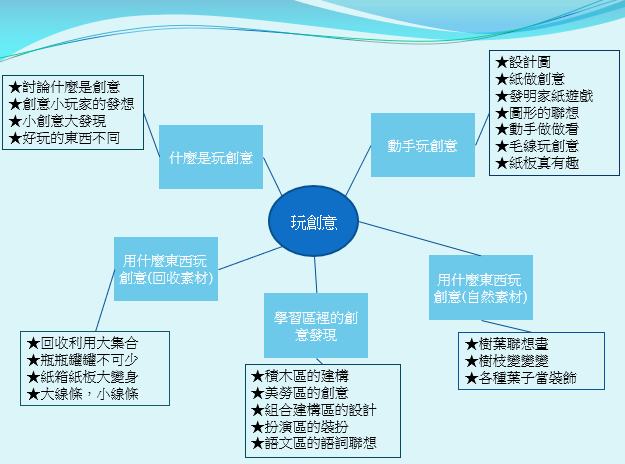 ★討論什麼是創意
★創意小玩家的發想
★小創意大發現
★好玩的東西不同
什麼是玩創意
動手玩創意
★設計圖
★紙做創意
★發明家紙遊戲
★圖形的聯想
★動手做做看
★毛線玩創意
★紙板真有趣
玩創意
用什麼東西玩
創意(回收素材)
★回收利用大集合
★瓶瓶罐罐不可少
★紙箱紙板大變身
★大線條，小線條
學習區裡的創
意發現
★積木區的建構
★美勞區的創意
★組合建構區的設計
★扮演區的裝扮
★語文區的語詞聯想
用什麼東西玩
創意(自然素材)
★樹葉聯想畫
★樹枝變變變
★各種葉子當裝飾